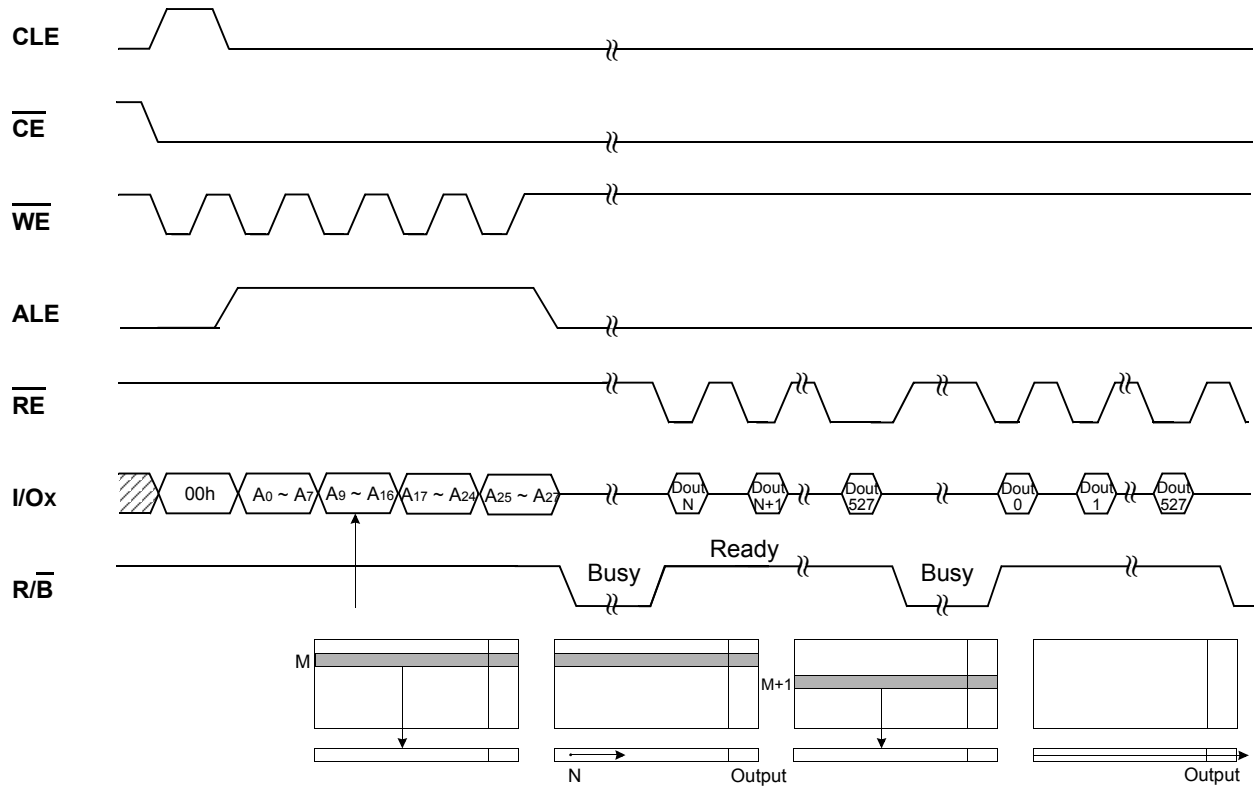 CLE
CE
WE
ALE
RE
I/Ox 00h A0 ~ A7 A9 ~ A16 A17 ~ A24 A25 ~ A27 Dout N Dout N+1 Dout 527 Dout 0 Dout 1 Dout 527
R/B Busy Ready Busy
M M+1
N Output Output